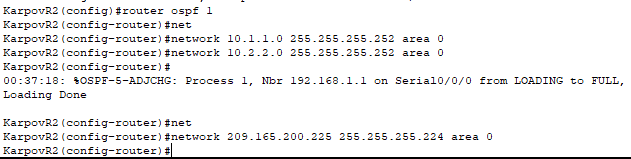 KarpovR2(config)#router ospf 1
KarpovR2(config-router)#net
KarpovR2(config-router)#network 10.1.1.0 255.255.255.252 area 0
KarpovR2(config-router)#network 10.2.2.0 255.255.255.252 area 0
KarpovR2(config-router)#
00:37:18: %OSPF-5-ADJCHG: Process 1, Nbr 192.168.1.1 on Serial0/0/0 from LOADING to FULL,
Loading Done
KarpovR2(config-router)#net
KarpovR2(config-router)#network 209.165.200.225 255.255.255.224 area 0
KarpovR2(config-router)#